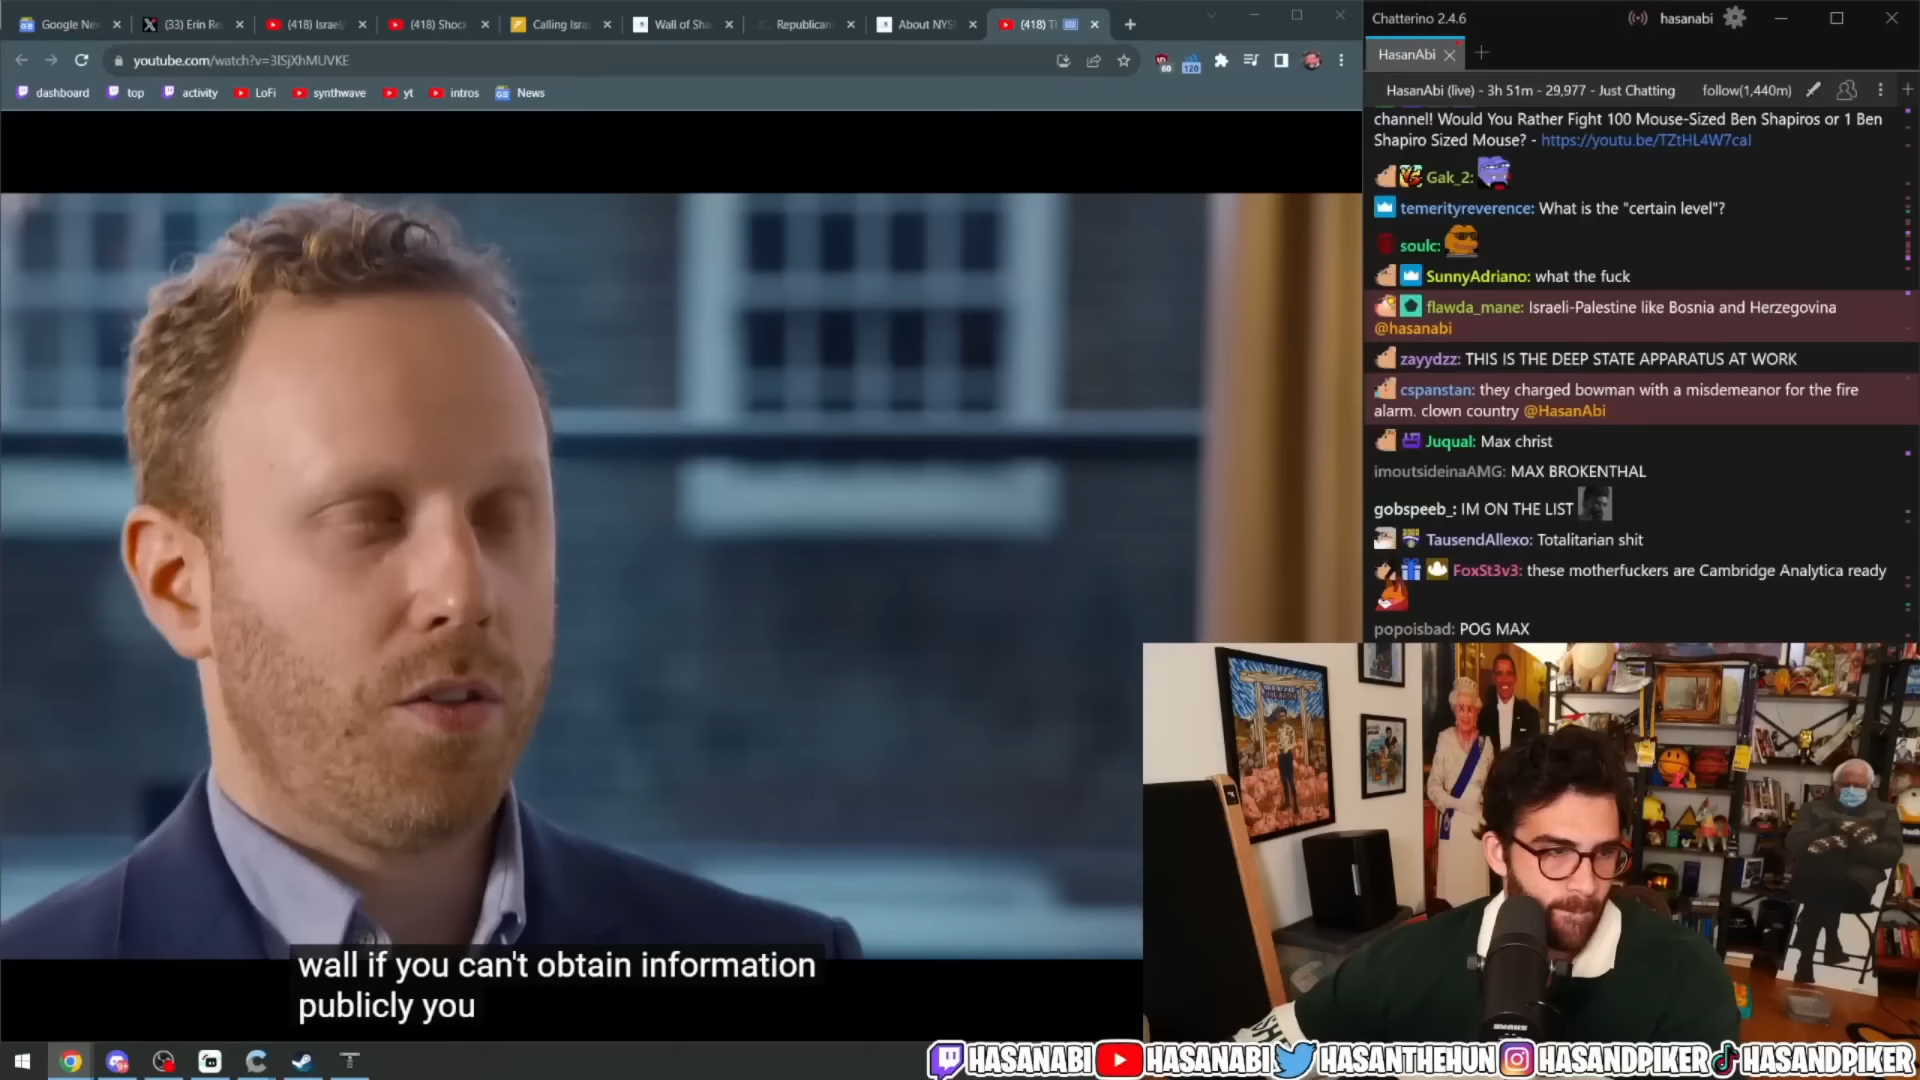 Google Ne
(33) Erin Re
(418) Israel
(418) Shoc
Calling Isra
Wall of Sha
Republican
About NYS
(418) T
youtube.com/watch?v=3lSjXhMUVKE
60
120
dashboard
top
activity
LoFi
synthwave
yt
intros
News
wall if you can't obtain information
publicly you
Chatterino 2.4.6
hasanabi
HasanAbi
HasanAbi (live) - 3h 51m - 29,977 - Just Chatting
follow(1,440m)
channel! Would You Rather Fight 100 Mouse-Sized Ben Shapiros or 1 Ben
Shapiro Sized Mouse? - https://youtu.be/TZtHL4W7caI
Gak_2:
temerityreverence: What is the "certain level"?
soulc:
SunnyAdriano: what the fuck
flawda_mane: Israeli-Palestine like Bosnia and Herzegovina
@hasanabi
zayydzz: THIS IS THE DEEP STATE APPARATUS AT WORK
cspanstan: they charged bowman with a misdemeanor for the fire
alarm. clown country @HasanAbi
Juqual: Max christ
imoutsideinaAMG: MAX BROKENTHAL
gobspeeb_: IM ON THE LIST
TausendAllexo: Totalitarian shit
FoxSt3v3: these motherfuckers are Cambridge Analytica ready
popoisbad: POG MAX
HASANABI
HASANABI
HASANTHEHUN
HASANDPIKER
HASANDPIKER